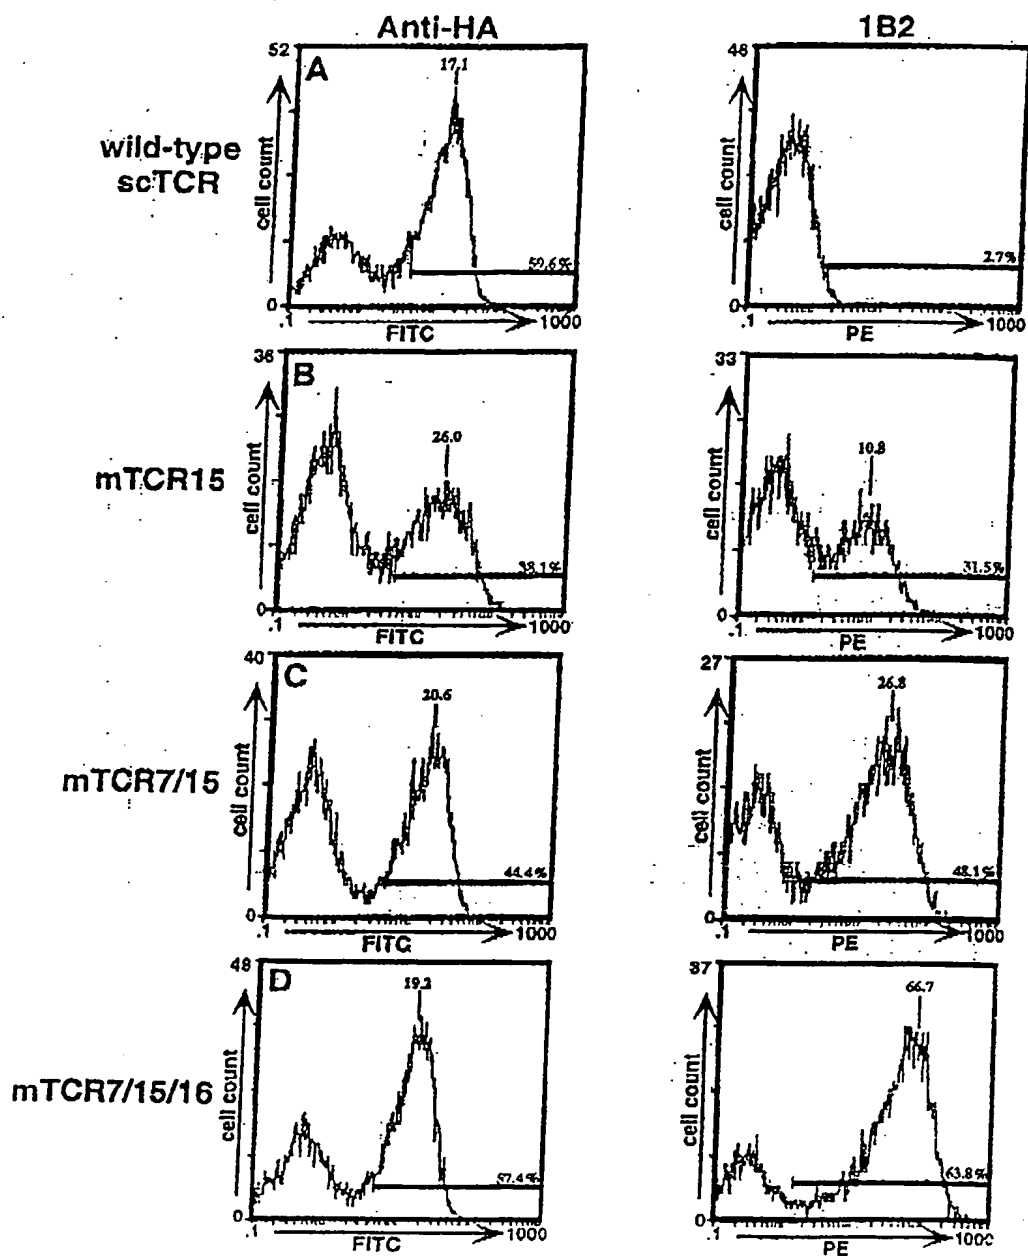 Anti-HA
1B2
52
A
17.1
wild-type
scTCR
cell count
59.6%
0
.1
FITC
1000
48
cell count
2.7%
0
.1
PE
1000
36
B
26.0
mTCR15
cell count
38.1%
0
.1
FITC
1000
33
10.8
cell count
31.5%
0
.1
PE
1000
40
C
20.6
mTCR7/15
cell count
44.4%
0
.1
FITC
1000
27
26.8
cell count
48.1%
0
.1
PE
1000
48
D
19.2
mTCR7/15/16
cell count
57.4%
0
.1
FITC
1000
37
66.7
cell count
63.8%
0
.1
PE
1000